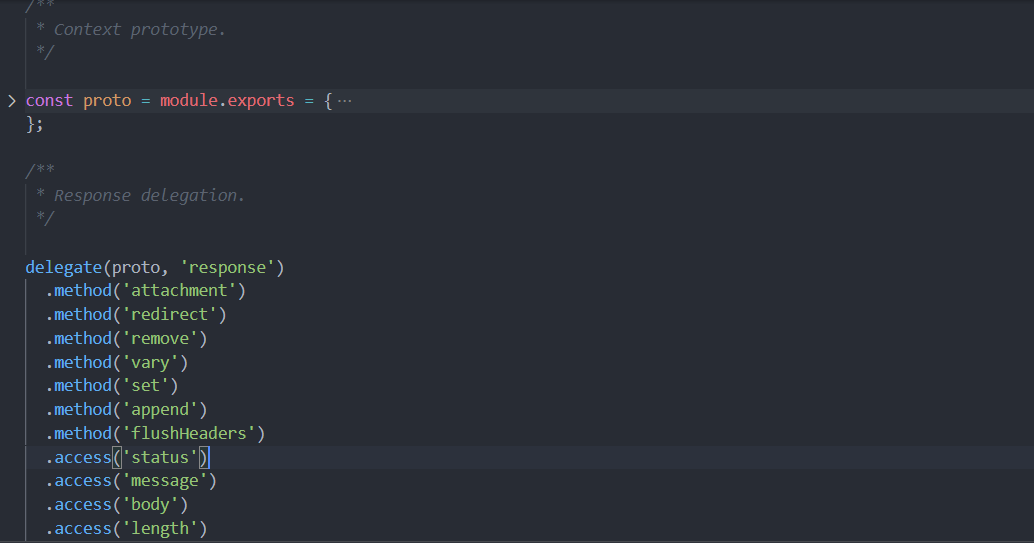 /**
 * Context prototype.
 */
const proto = module.exports = { ···
};
/**
 * Response delegation.
 */
delegate(proto, 'response')
  .method('attachment')
  .method('redirect')
  .method('remove')
  .method('vary')
  .method('set')
  .method('append')
  .method('flushHeaders')
  .access('status')
  .access('message')
  .access('body')
  .access('length')